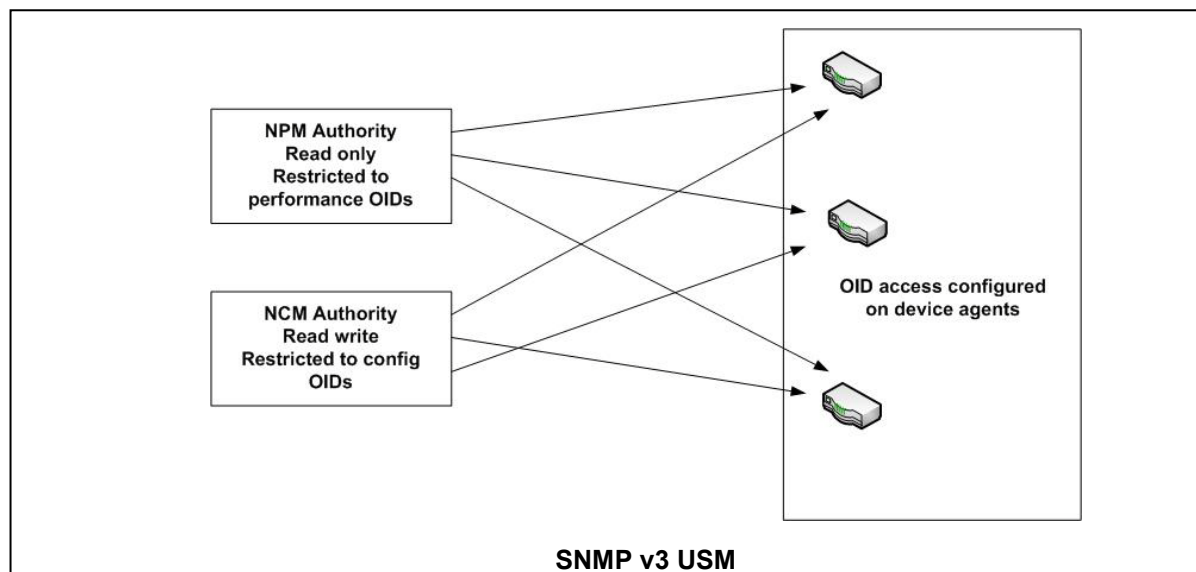 NPM Authority
Read only
Restricted to
performance OIDs
NCM Authority
Read write
Restricted to config
OIDs
OID access configured
on device agents
SNMP v3 USM